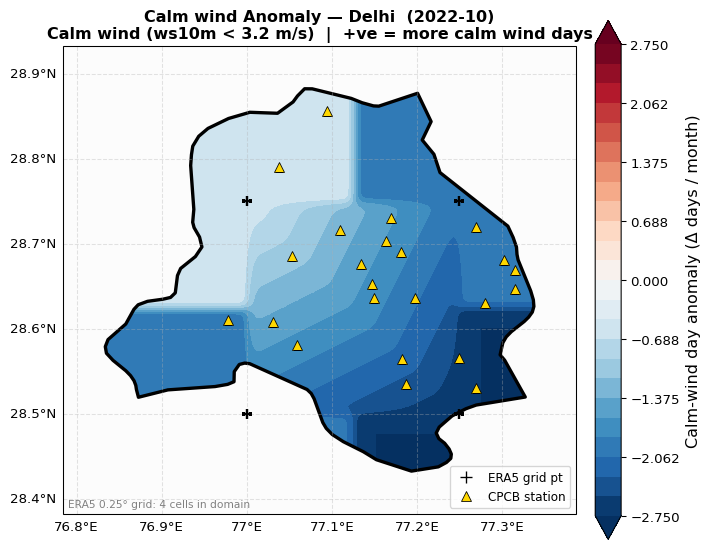 Calm wind Anomaly — Delhi  (2022-10)
Calm wind (ws10m < 3.2 m/s)  |  +ve = more calm wind days
28.9°N
28.8°N
28.7°N
28.6°N
28.5°N
28.4°N
76.8°E
76.9°E
77°E
77.1°E
77.2°E
77.3°E
ERA5 0.25° grid: 4 cells in domain
ERA5 grid pt
CPCB station
2.750
2.062
1.375
0.688
0.000
−0.688
−1.375
−2.062
−2.750
Calm-wind day anomaly (Δ days / month)